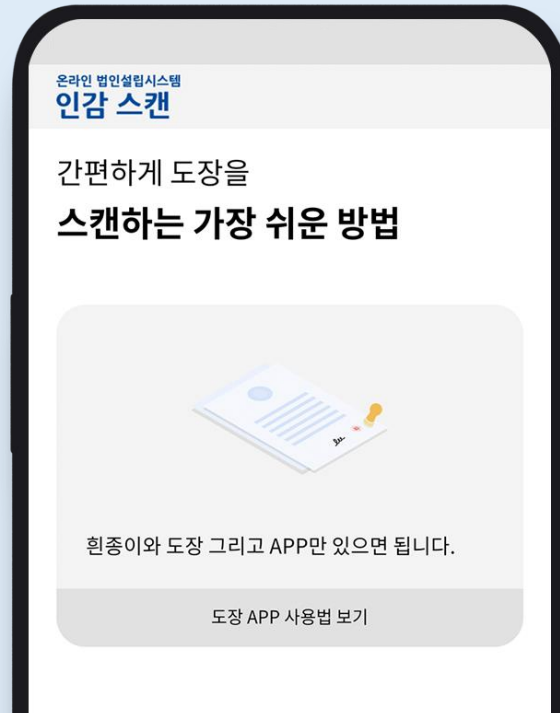 온라인 법인설립시스템
인감 스캔
간편하게 도장을
스캔하는 가장 쉬운 방법
흰종이와 도장 그리고 APP만 있으면 됩니다.
도장 APP 사용법 보기